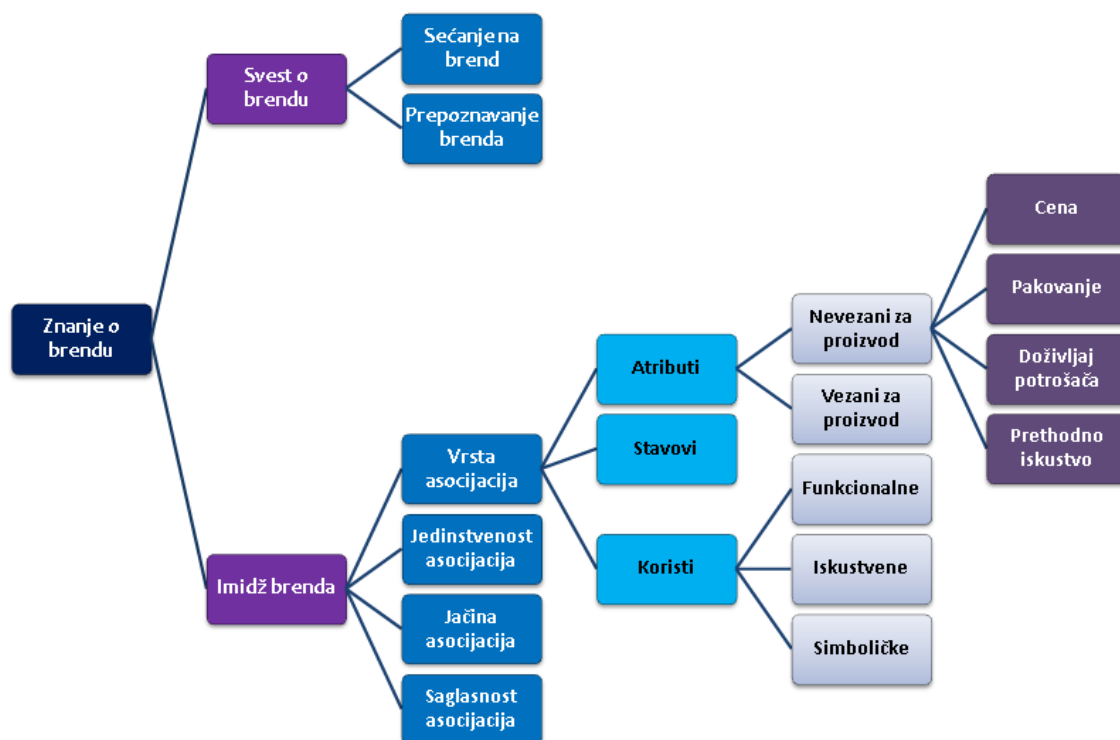 Sećanje na
brend
Svest o
brendu
Prepoznavanje
brenda
Cena
Pakovanje
Znanje o
brendu
Nevezani za
proizvod
Atributi
Doživljaj
potrošača
Vezani za
proizvod
Stavovi
Prethodno
iskustvo
Vrsta
asocijacija
Funkcionalne
Jedinstvenost
asocijacija
Koristi
Iskustvene
Imidž brenda
Jačina
asocijacija
Simboličke
Saglasnost
asocijacija